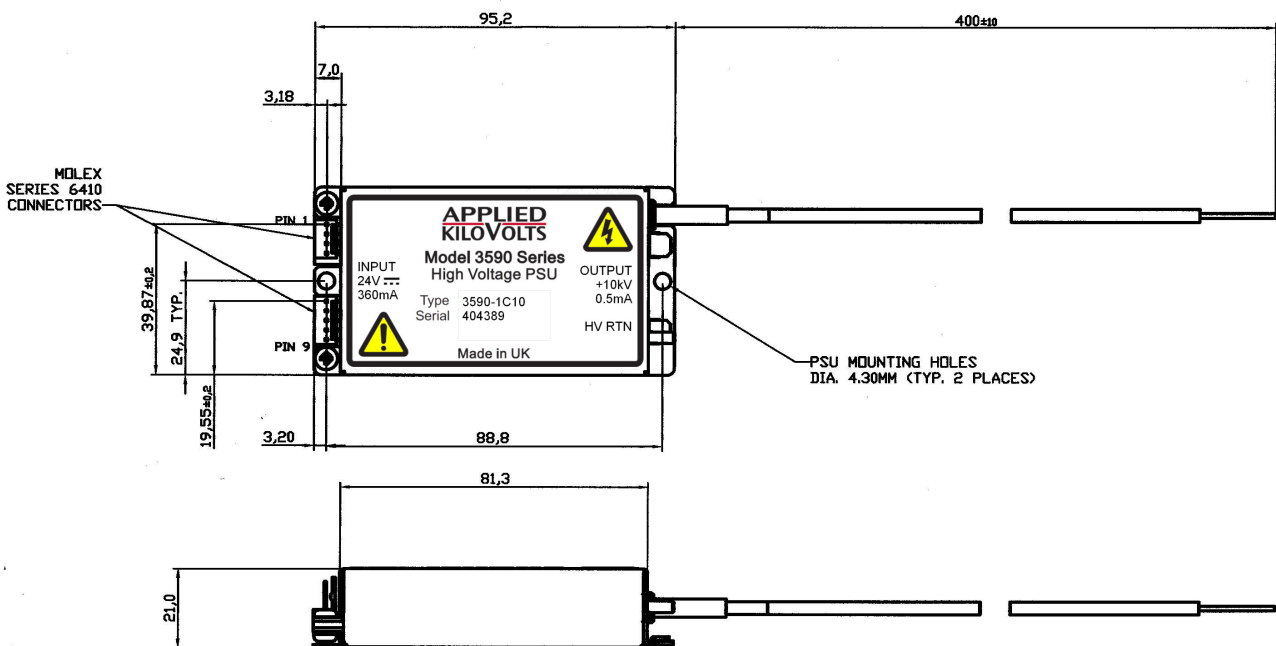 95,2
400±10
7,0
3,18
MOLEX
SERIES 6410
CONNECTORS
PIN 1
39,87±0,2
24,9 TYP.
19,55±0,2
PIN 9
APPLIED
KILOVOLTS
Model 3590 Series
High Voltage PSU
INPUT
24V
360mA
Type 3590-1C10
Serial 404389
Made in UK
OUTPUT
+10kV
0.5mA
HV RTN
PSU MOUNTING HOLES
DIA. 4.30MM (TYP. 2 PLACES)
3,20
88,8
81,3
21,0